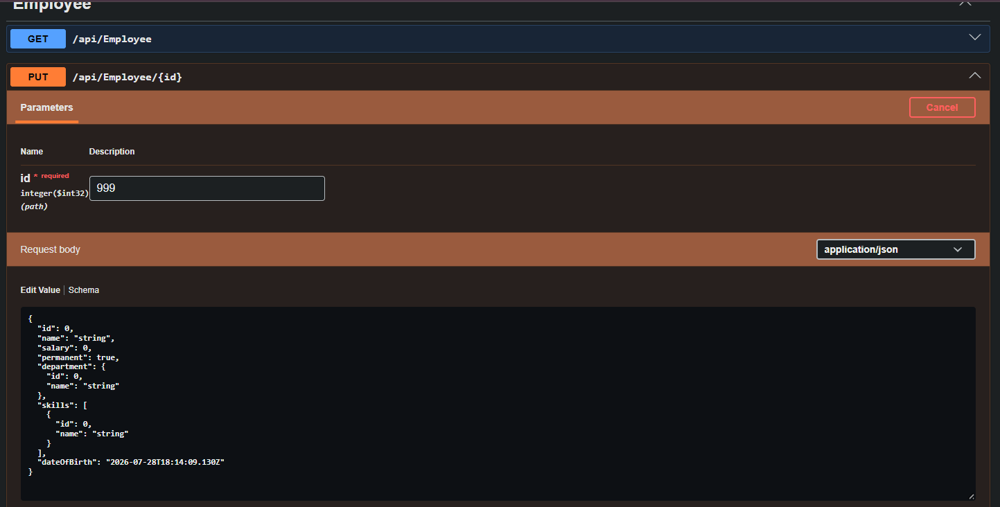 Employee
GET /api/Employee
PUT /api/Employee/{id}
Parameters Cancel
Name Description
id * required
integer($int32)
(path)
999
Request body application/json
Edit Value | Schema
{
  "id": 0,
  "name": "string",
  "salary": 0,
  "permanent": true,
  "department": {
    "id": 0,
    "name": "string"
  },
  "skills": [
    {
      "id": 0,
      "name": "string"
    }
  ],
  "dateOfBirth": "2026-07-28T18:14:09.130Z"
}